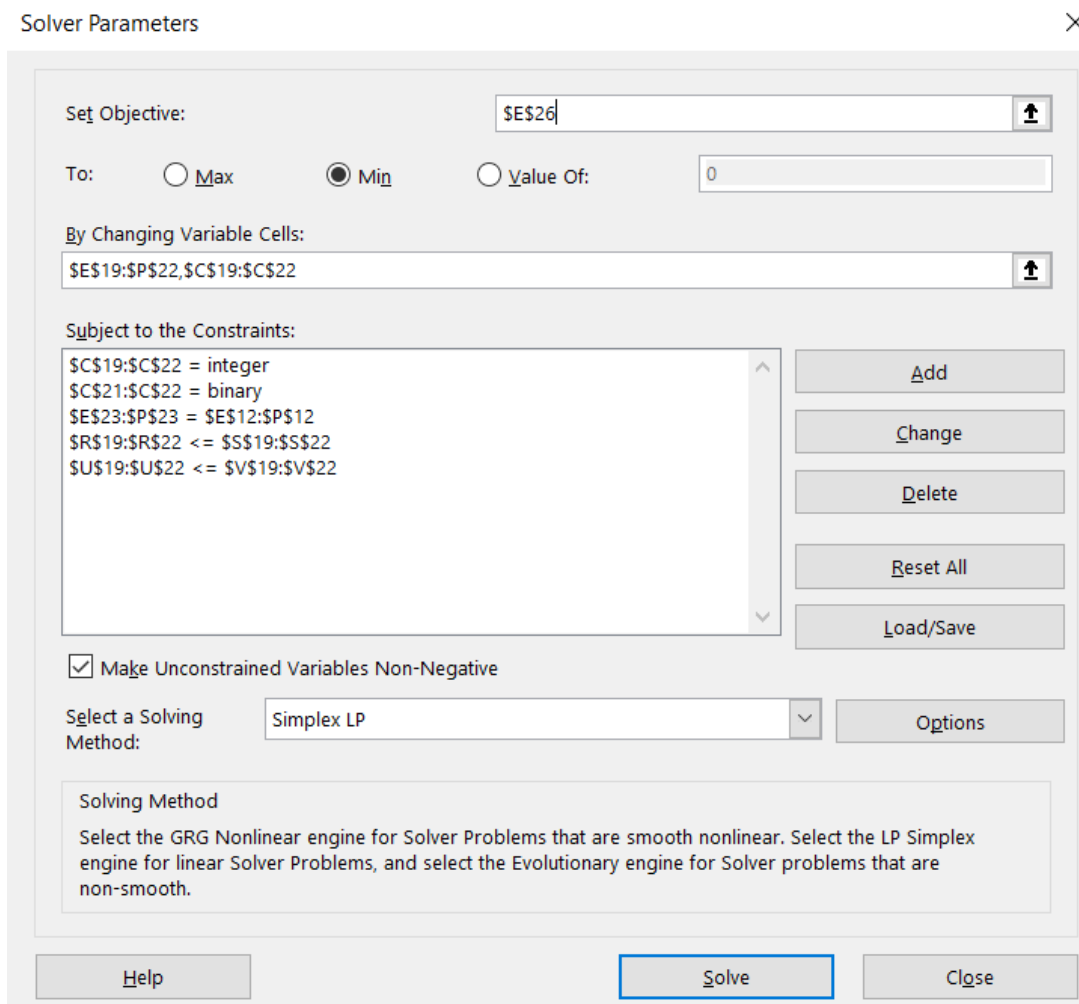 Solver Parameters
Set Objective:
$E$26
To:
Max
Min
Value Of:
0
By Changing Variable Cells:
$E$19:$P$22,$C$19:$C$22
Subject to the Constraints:
$C$19:$C$22 = integer
$C$21:$C$22 = binary
$E$23:$P$23 = $E$12:$P$12
$R$19:$R$22 <= $S$19:$S$22
$U$19:$U$22 <= $V$19:$V$22
Add
Change
Delete
Reset All
Load/Save
Make Unconstrained Variables Non-Negative
Select a Solving
Method:
Simplex LP
Options
Solving Method
Select the GRG Nonlinear engine for Solver Problems that are smooth nonlinear. Select the LP Simplex
engine for linear Solver Problems, and select the Evolutionary engine for Solver problems that are
non-smooth.
Help
Solve
Close